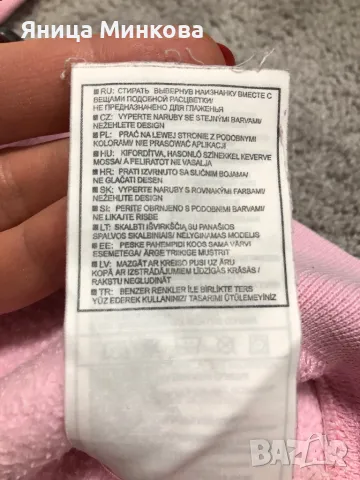 Яница Минкова
RU: СТИРАТЬ ВЫВЕРНУВ НАИЗНАНКУ ВМЕСТЕ С
ВЕЩАМИ ПОДОБНОЙ РАСЦВЕТКИ/
НЕ ПРЕДНАЗНАЧЕНО ДЛЯ ГЛАЖЕНЬЯ
CZ: VYPERTE NARUBY SE STEJNÝMI BARVAMI/
NEŽEHLETE DESIGN
PL: PRAĆ NA LEWEJ STRONIE Z PODOBNYMI
KOLORAMI/ NIE PRASOWAĆ APLIKACJI
HU: KIFORDÍTVA, HASONLÓ SZÍNEKKEL KEVERVE
MOSSA/ A FELIRATOT NE VASALJA
HR: PRATI IZVRNUTO SA SLIČNIM BOJAMA/
NE GLAČATI DESEN
SK: VYPERTE NARUBY S ROVNAKÝMI FARBAMI/
NEŽEHLITE DESIGN
SI: PERITE OBRNJENO S PODOBNIMI BARVAMI/
NE LIKAJTE RISBE
LT: SKALBTI IŠVIRKŠČIĄ, SU PANAŠIOS
SPALVOS SKALBINIAIS/ NELYGINTI MODELIS
EE: PESKE PAHEMPIDI KOOS SAMA VÄRVI
ESEMETEGA/ ÄRGE TRIIKIGE MUSTRIT
LV: MAZGĀT AR KREISO PUSI UZ ĀRU
KOPĀ AR IZSTRĀDĀJUMIEM LĪDZĪGĀS KRĀSĀS/
RAKSTU NEGLUDINĀT
TR: BENZER RENKLER İLE BİRLİKTE TERS
YÜZ EDEREK KULLANINIZ/ TASARIMI ÜTÜLEMEYİNİZ
BAZAR